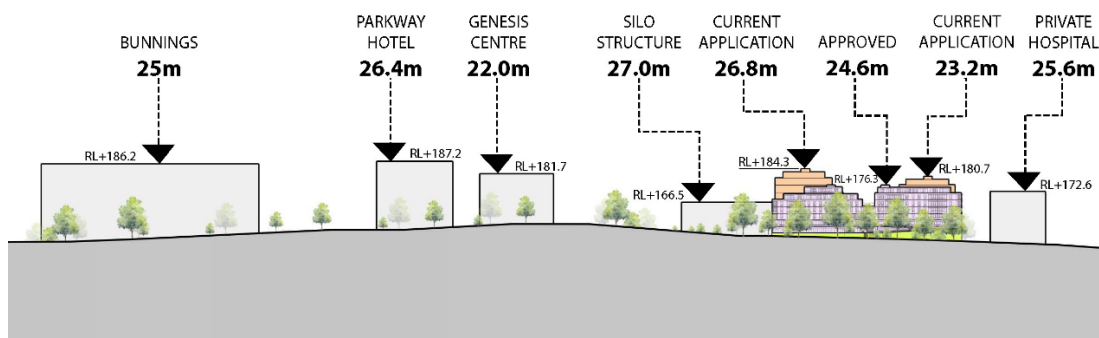 BUNNINGS
25m
PARKWAY
HOTEL
26.4m
GENESIS
CENTRE
22.0m
SILO
STRUCTURE
27.0m
CURRENT
APPLICATION
26.8m
APPROVED
24.6m
CURRENT
APPLICATION
23.2m
PRIVATE
HOSPITAL
25.6m
RL+186.2
RL+187.2
RL+181.7
RL+166.5
RL+184.3
RL+176.3
RL+180.7
RL+172.6